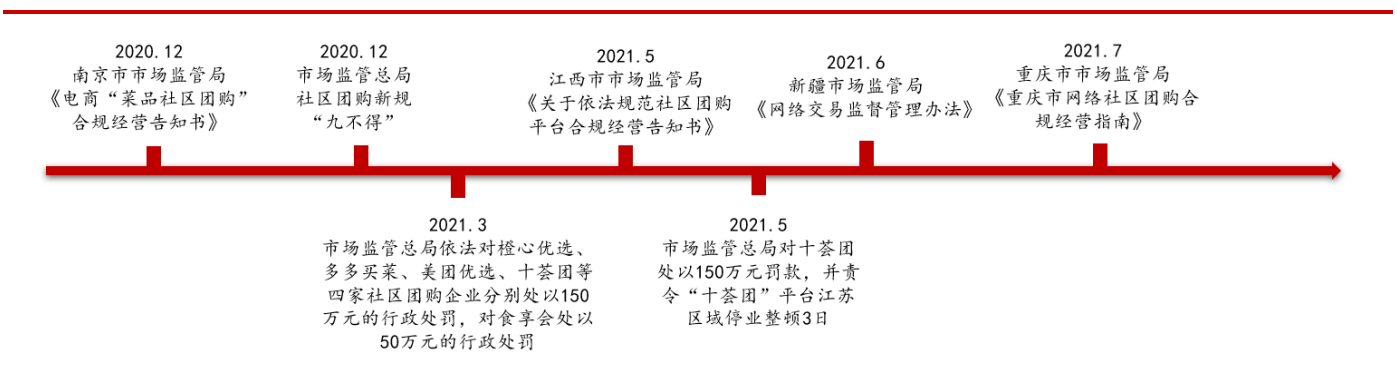 2020.12
南京市市场监管局
《电商“菜品社区团购”
合规经营告知书》
2020.12
市场监管总局
社区团购新规
“九不得”
2021.5
江西市市场监管局
《关于依法规范社区团购
平台合规经营告知书》
2021.6
新疆市场监管局
《网络交易监督管理办法》
2021.7
重庆市市场监管局
《重庆市网络社区团购合
规经营指南》
2021.3
市场监管总局依法对橙心优选、
多多买菜、美团优选、十荟团等
四家社区团购企业分别处以150
万元的行政处罚，对食享会处以
50万元的行政处罚
2021.5
市场监管总局对十荟团
处以150万元罚款，并责
令“十荟团”平台江苏
区域停业整顿3日